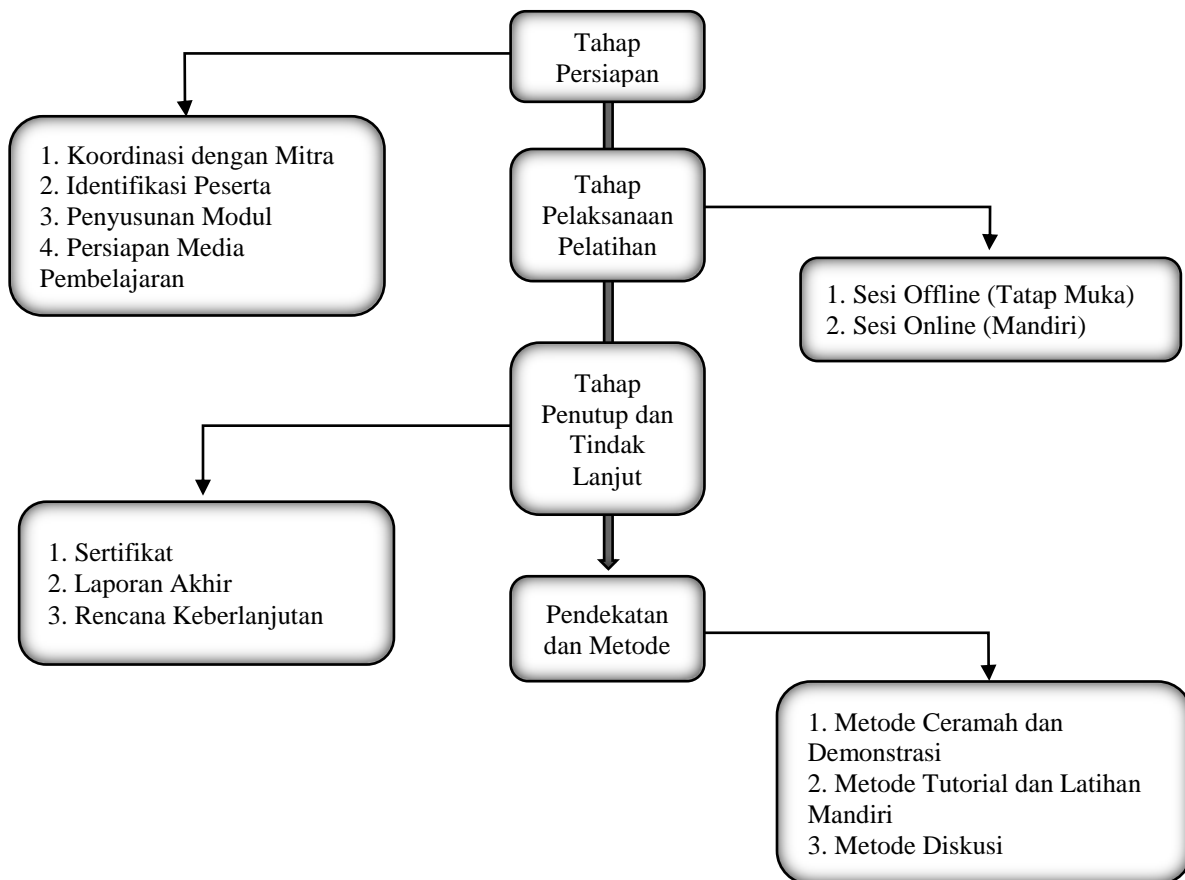 Tahap
Persiapan
1. Koordinasi dengan Mitra
2. Identifikasi Peserta
3. Penyusunan Modul
4. Persiapan Media
Pembelajaran
Tahap
Pelaksanaan
Pelatihan
1. Sesi Offline (Tatap Muka)
2. Sesi Online (Mandiri)
Tahap
Penutup dan
Tindak
Lanjut
1. Sertifikat
2. Laporan Akhir
3. Rencana Keberlanjutan
Pendekatan
dan Metode
1. Metode Ceramah dan
Demonstrasi
2. Metode Tutorial dan Latihan
Mandiri
3. Metode Diskusi